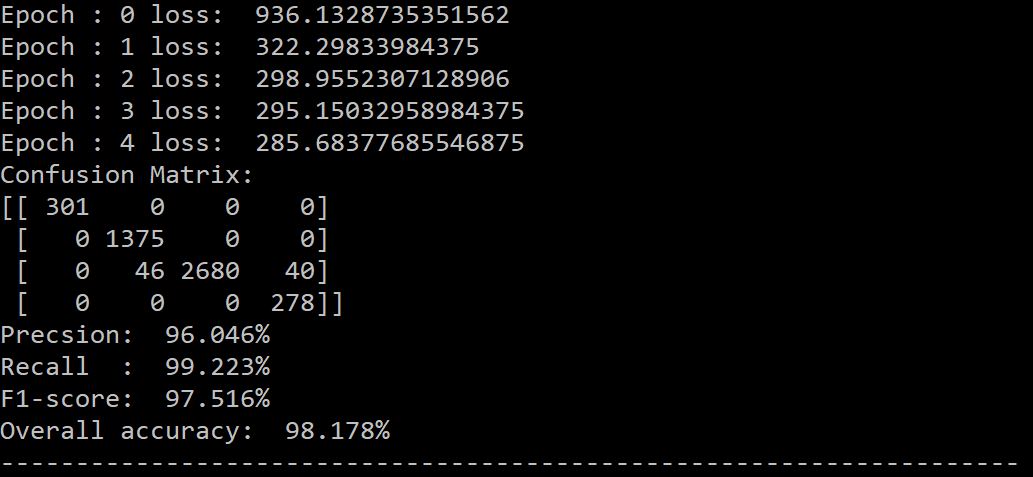 Epoch : 0 loss:  936.1328735351562
Epoch : 1 loss:  322.29833984375
Epoch : 2 loss:  298.9552307128906
Epoch : 3 loss:  295.15032958984375
Epoch : 4 loss:  285.68377685546875
Confusion Matrix:
[[ 301    0    0    0]
 [   0 1375    0    0]
 [   0   46 2680   40]
 [   0    0    0  278]]
Precsion:  96.046%
Recall  :  99.223%
F1-score:  97.516%
Overall accuracy:  98.178%
--------------------------------------------------------------------